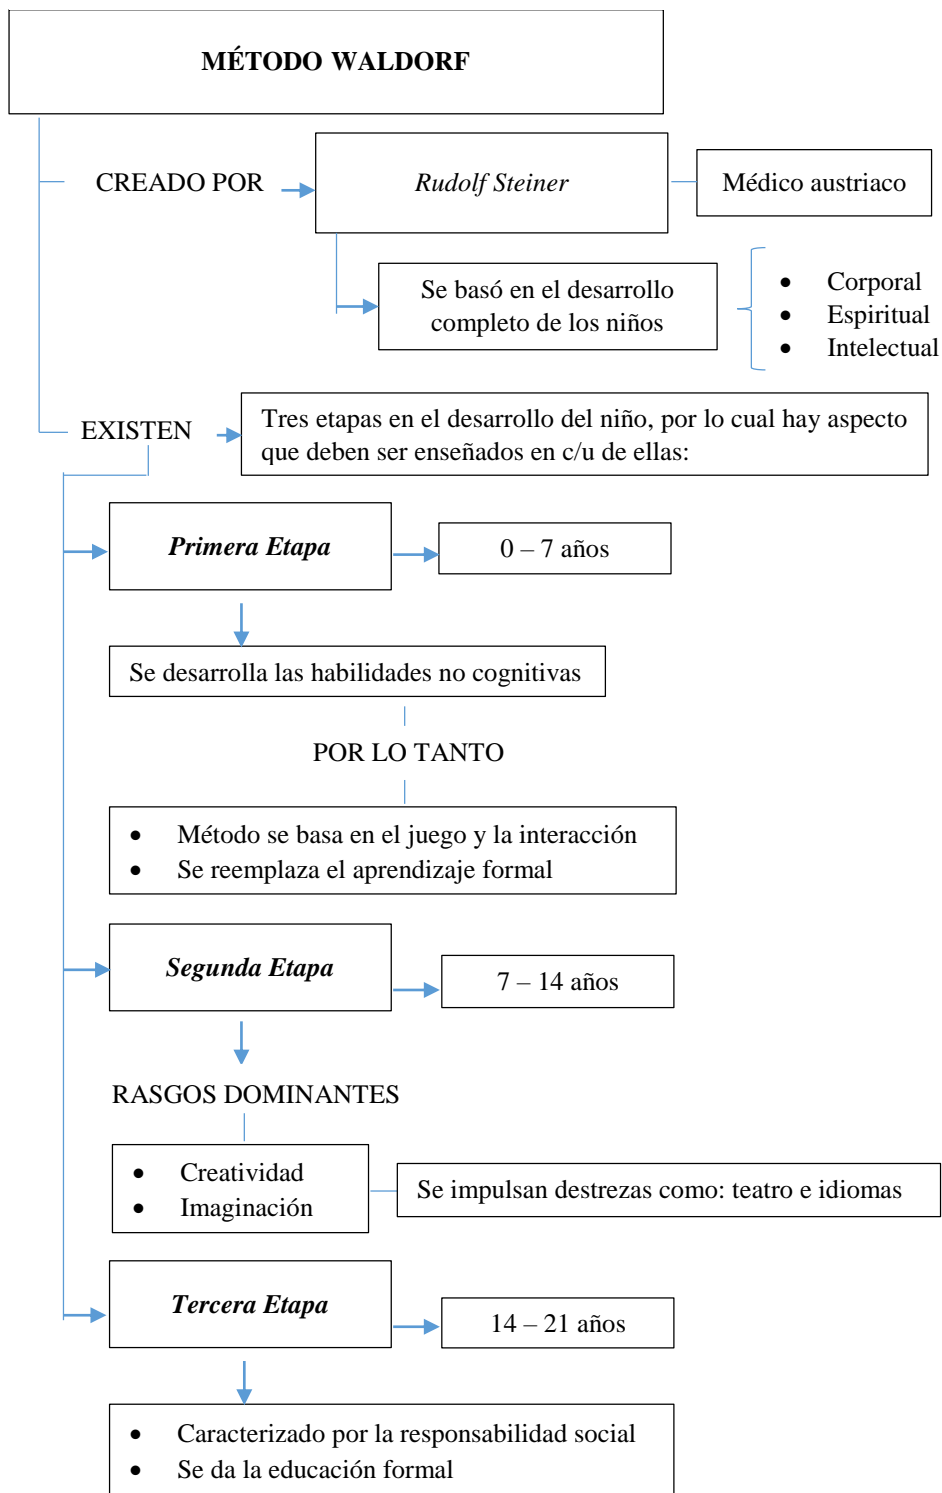 MÉTODO WALDORF
CREADO POR
Rudolf Steiner
Médico austriaco
Se basó en el desarrollo
completo de los niños
• Corporal
• Espiritual
• Intelectual
EXISTEN
Tres etapas en el desarrollo del niño, por lo cual hay aspecto
que deben ser enseñados en c/u de ellas:
Primera Etapa
0 – 7 años
Se desarrolla las habilidades no cognitivas
POR LO TANTO
• Método se basa en el juego y la interacción
• Se reemplaza el aprendizaje formal
Segunda Etapa
7 – 14 años
RASGOS DOMINANTES
• Creatividad
• Imaginación
Se impulsan destrezas como: teatro e idiomas
Tercera Etapa
14 – 21 años
• Caracterizado por la responsabilidad social
• Se da la educación formal